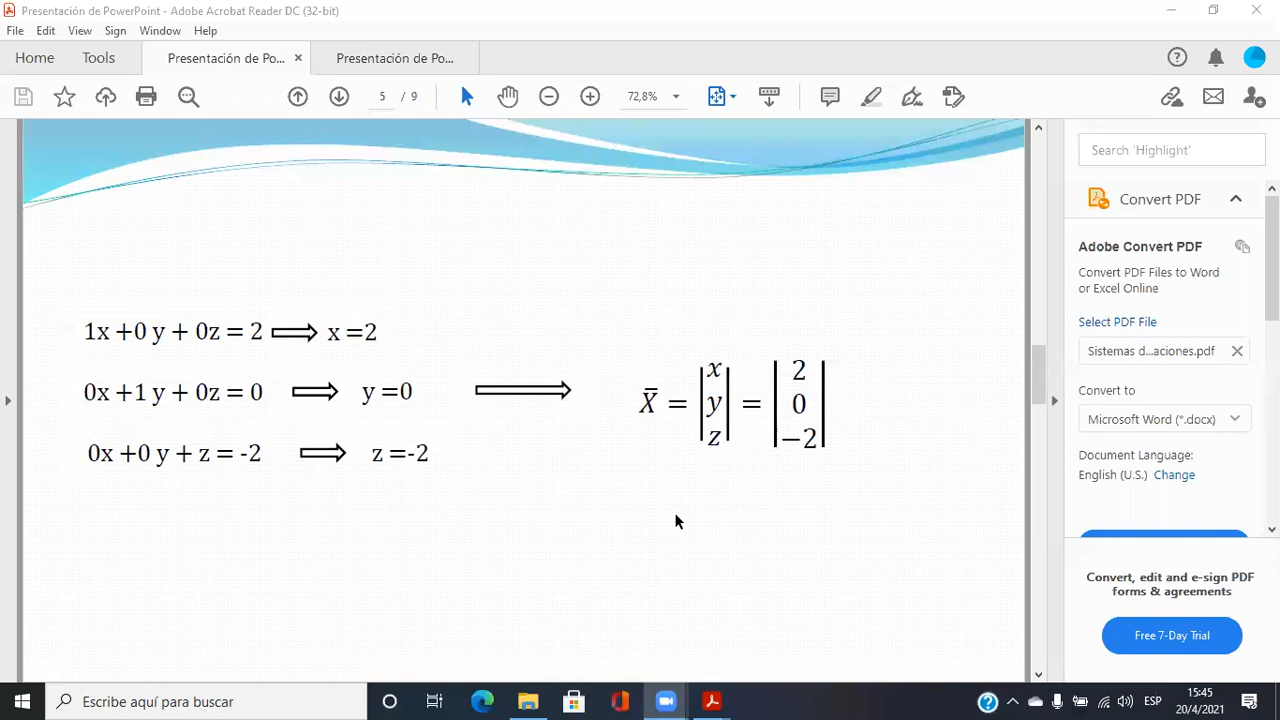 Presentación de PowerPoint - Adobe Acrobat Reader DC (32-bit)
File Edit View Sign Window Help
Home Tools Presentación de Po... × Presentación de Po...
5 / 9 72,8%
Search 'Highlight'
Convert PDF
Adobe Convert PDF
Convert PDF Files to Word
or Excel Online
Select PDF File
Sistemas d...aciones.pdf
Convert to
Microsoft Word (*.docx)
Document Language:
English (U.S.) Change
Convert, edit and e-sign PDF
forms & agreements
Free 7-Day Trial
1x +0 y + 0z = 2 ⟹ x =2
0x +1 y + 0z = 0 ⟹ y =0 ⟹
0x +0 y + z = -2 ⟹ z =-2
X̄ = |x y z| = |2 0 −2|
Escribe aquí para buscar
ESP
15:45
20/4/2021